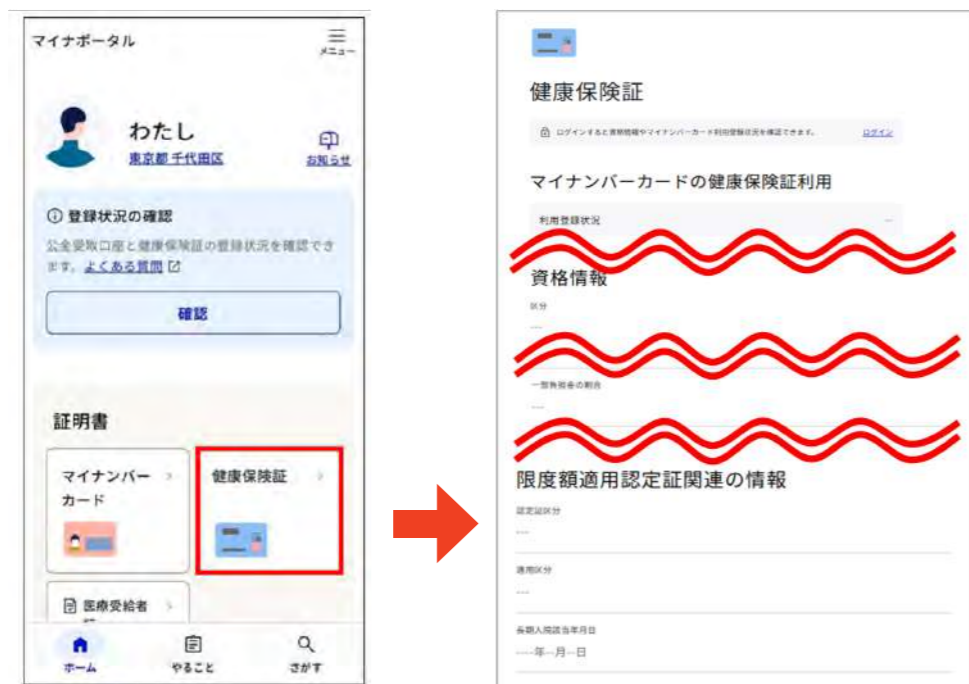 マイナポータル
メニュー
わたし
東京都 千代田区
お知らせ
登録状況の確認
公金受取口座と健康保険証の登録状況を確認でき
ます。よくある質問
確認
証明書
マイナンバー
カード
健康保険証
医療受給者
ホーム
やること
さがす
健康保険証
ログインすると資格情報やマイナンバーカード利用登録状況を確認できます。
ログイン
マイナンバーカードの健康保険証利用
利用登録状況
--
資格情報
区分
---
一部負担金の割合
---
限度額適用認定証関連の情報
認定証区分
---
適用区分
---
長期入院該当年月日
----年--月--日